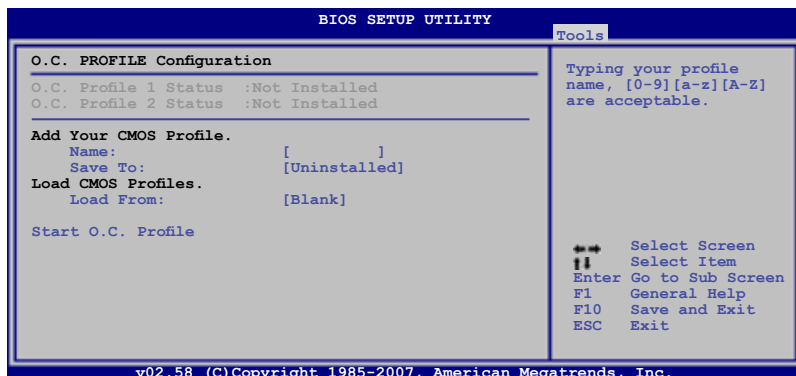 BIOS SETUP UTILITY
Tools
O.C. PROFILE Configuration
O.C. Profile 1 Status :Not Installed
O.C. Profile 2 Status :Not Installed
Add Your CMOS Profile.
Name: [ ]
Save To: [Uninstalled]
Load CMOS Profiles.
Load From: [Blank]
Start O.C. Profile
Typing your profile
name, [0-9][a-z][A-Z]
are acceptable.
Select Screen
Select Item
Enter Go to Sub Screen
F1 General Help
F10 Save and Exit
ESC Exit
v02.58 (C)Copyright 1985-2007, American Megatrends, Inc.